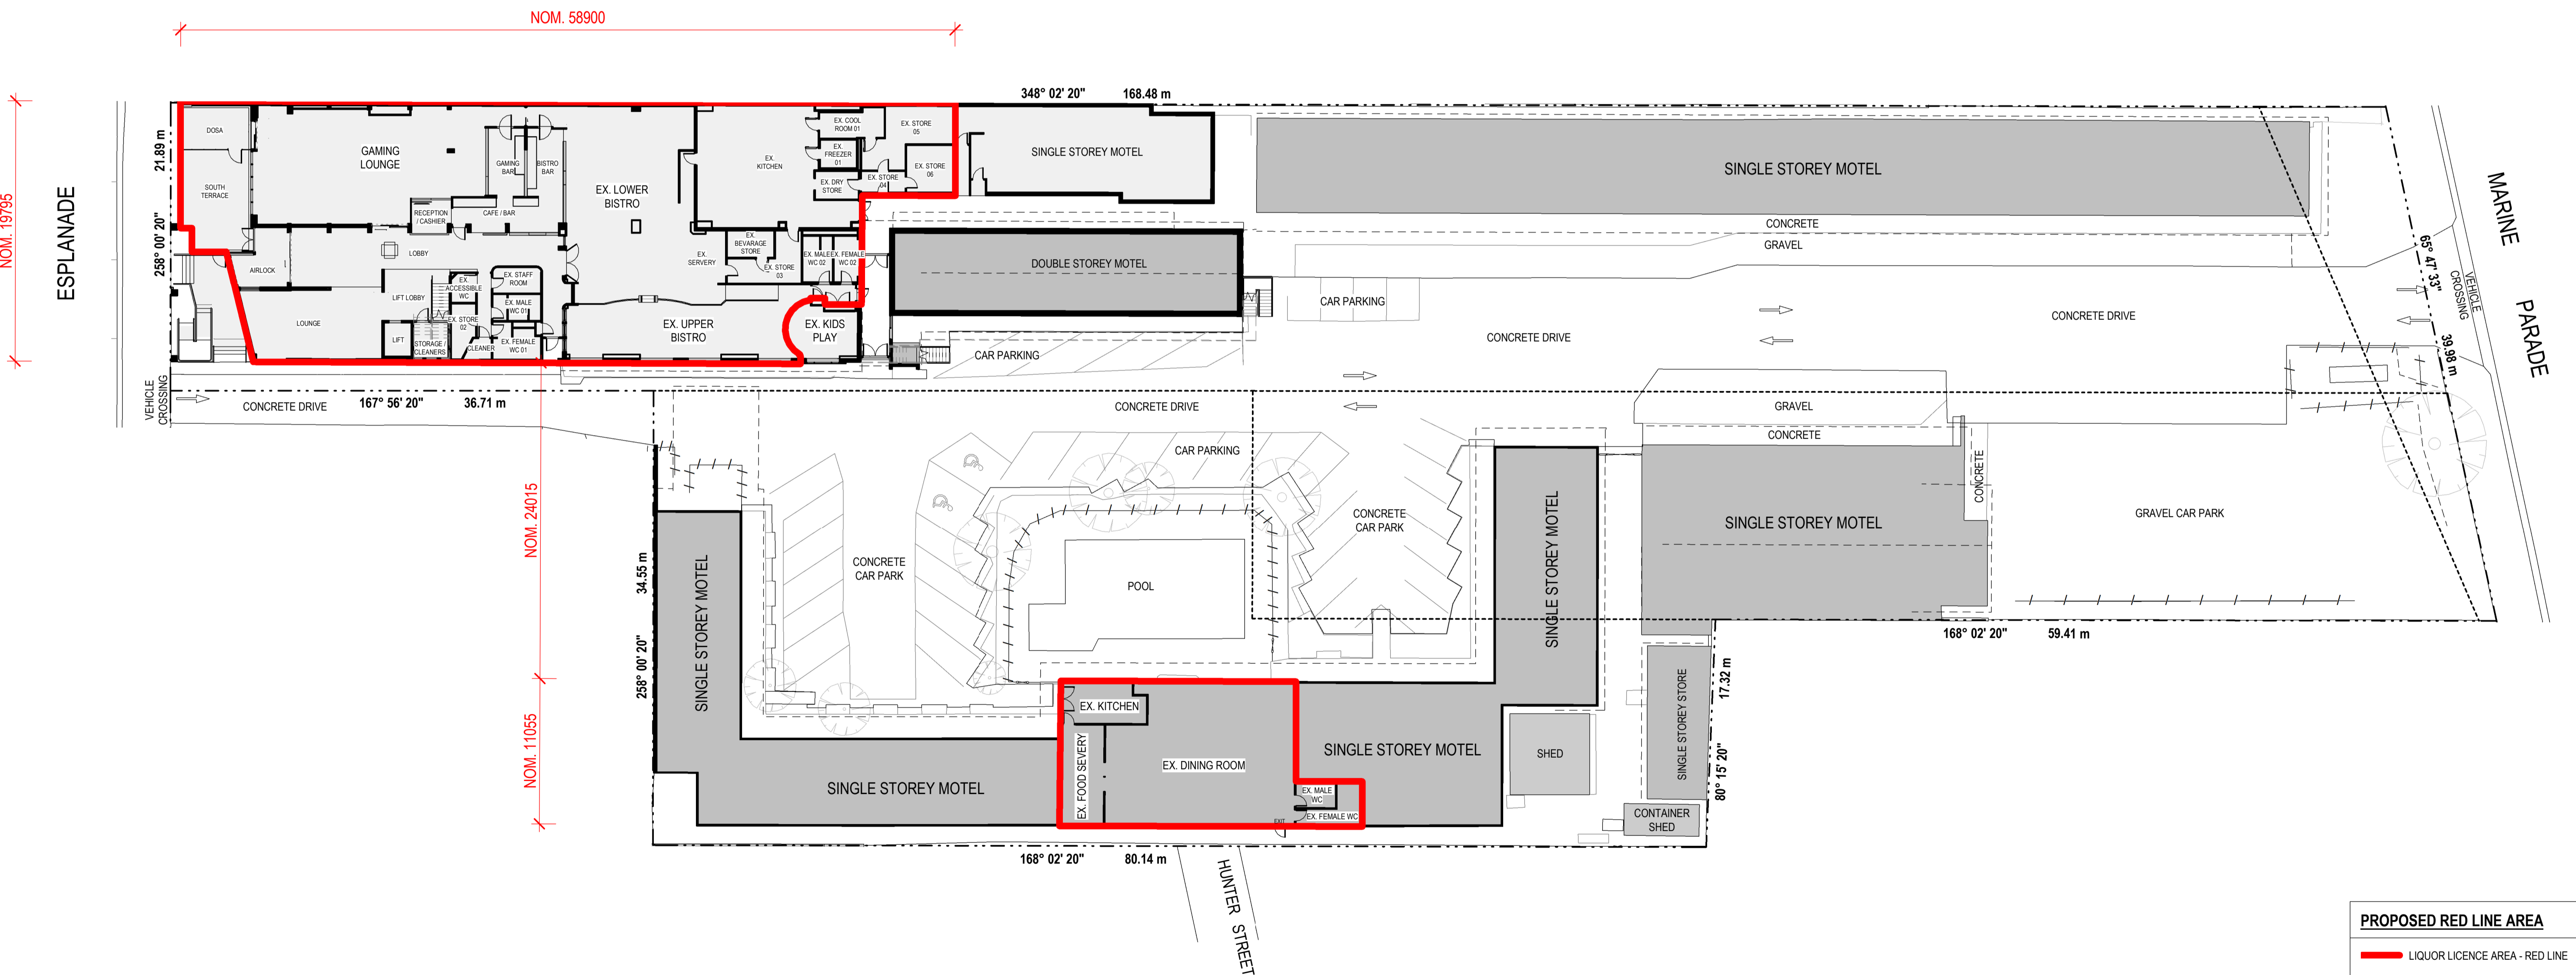 NOM. 58900
348° 02' 20"
168.48 m
NOM. 19795
ESPLANADE
21.89 m
258° 00' 20"
DOSA
SOUTH
TERRACE
GAMING
LOUNGE
GAMING
BAR
BISTRO
BAR
RECEPTION
/ CASHIER
CAFE / BAR
LOBBY
AIRLOCK
LOUNGE
LIFT LOBBY
LIFT
STORAGE /
CLEANERS
EX.
ACCESSIBLE
WC
EX. STORE
02
CLEANER
EX. STAFF
ROOM
EX. MALE
WC 01
EX. FEMALE
WC 01
EX. LOWER
BISTRO
EX.
KITCHEN
EX. COOL
ROOM 01
EX.
FREEZER
01
EX. DRY
STORE
EX. STORE
04
EX. STORE
05
EX. STORE
06
EX.
SERVERY
EX.
BEVARAGE
STORE
EX. STORE
03
EX. MALE
WC 02
EX. FEMALE
WC 02
EX. UPPER
BISTRO
EX. KIDS
PLAY
SINGLE STOREY MOTEL
DOUBLE STOREY MOTEL
SINGLE STOREY MOTEL
CONCRETE
GRAVEL
CAR PARKING
CAR PARKING
CONCRETE DRIVE
CONCRETE DRIVE
MARINE
PARADE
65° 47' 33"
39.98 m
VEHICLE
CROSSING
VEHICLE
CROSSING
CONCRETE DRIVE
167° 56' 20"
36.71 m
CONCRETE DRIVE
GRAVEL
CONCRETE
CONCRETE
CAR PARKING
NOM. 24015
NOM. 11055
34.55 m
258° 00' 20"
SINGLE STOREY MOTEL
CONCRETE
CAR PARK
POOL
CONCRETE
CAR PARK
SINGLE STOREY MOTEL
SINGLE STOREY MOTEL
GRAVEL CAR PARK
168° 02' 20"
59.41 m
17.32 m
80° 15' 20"
SINGLE STOREY STORE
SHED
CONTAINER
SHED
SINGLE STOREY MOTEL
EX. KITCHEN
EX. FOOD SEVERY
EX. DINING ROOM
EX. MALE
WC
EX. FEMALE WC
EXIT
SINGLE STOREY MOTEL
168° 02' 20"
80.14 m
HUNTER STREET
PROPOSED RED LINE AREA
LIQUOR LICENCE AREA - RED LINE